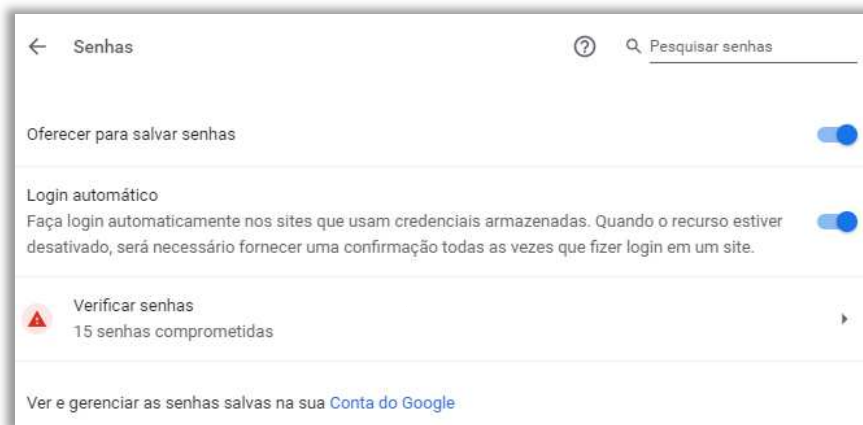 Senhas
Pesquisar senhas
Oferecer para salvar senhas
Login automático
Faça login automaticamente nos sites que usam credenciais armazenadas. Quando o recurso estiver
desativado, será necessário fornecer uma confirmação todas as vezes que fizer login em um site.
Verificar senhas
15 senhas comprometidas
Ver e gerenciar as senhas salvas na sua Conta do Google